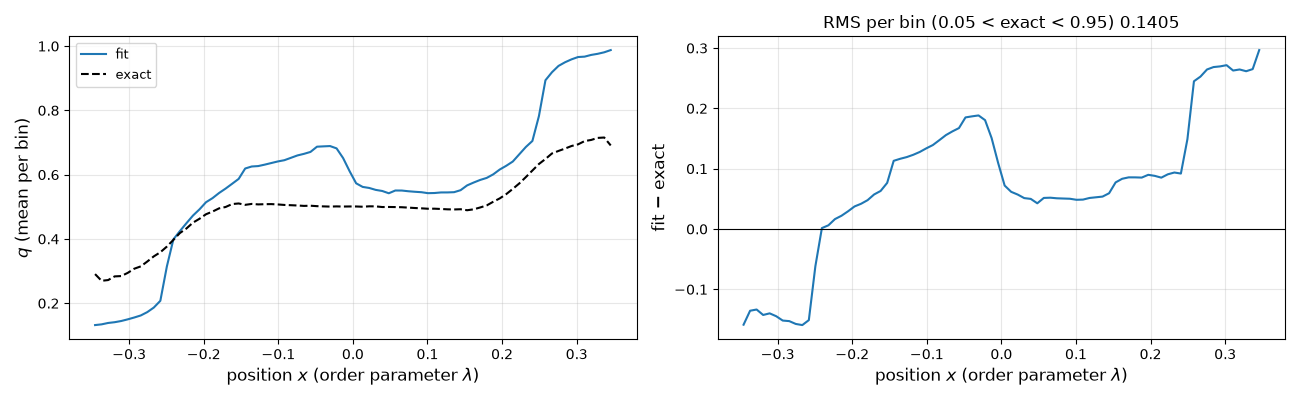 1.0
0.8
0.6
0.4
0.2
−0.3 −0.2 −0.1 0.0 0.1 0.2 0.3
q (mean per bin)
position x (order parameter λ)
fit
exact
RMS per bin (0.05 < exact < 0.95) 0.1405
0.3
0.2
0.1
0.0
−0.1
−0.3 −0.2 −0.1 0.0 0.1 0.2 0.3
fit − exact
position x (order parameter λ)